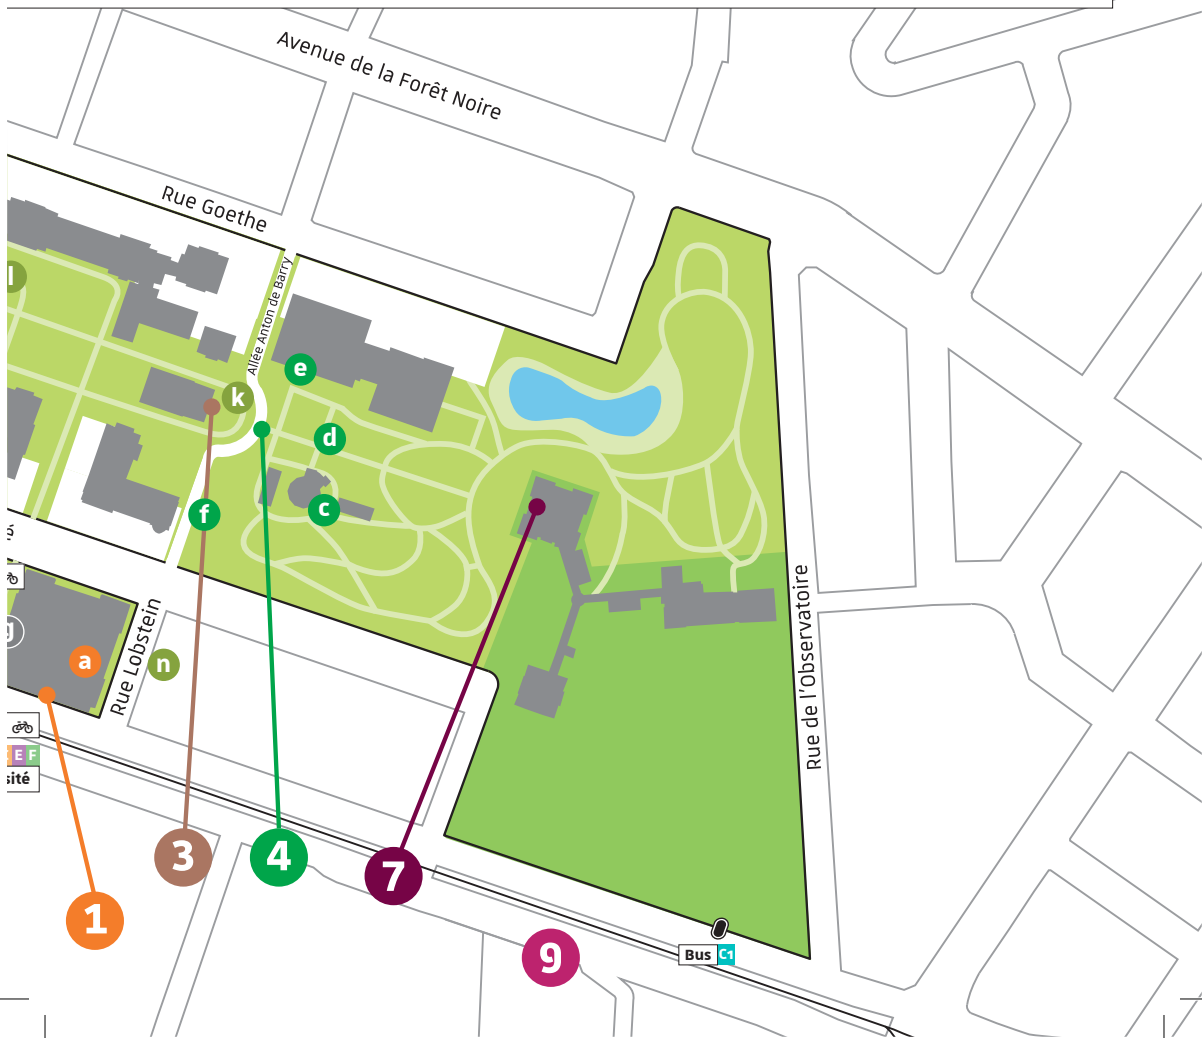 Avenue de la Forêt Noire
Rue Goethe
Allée Anton de Barry
l
e
k
d
c
f
é
g
a
n
Rue Lobstein
Rue de l'Observatoire
E F
sité
3
4
7
1
9
Bus C1